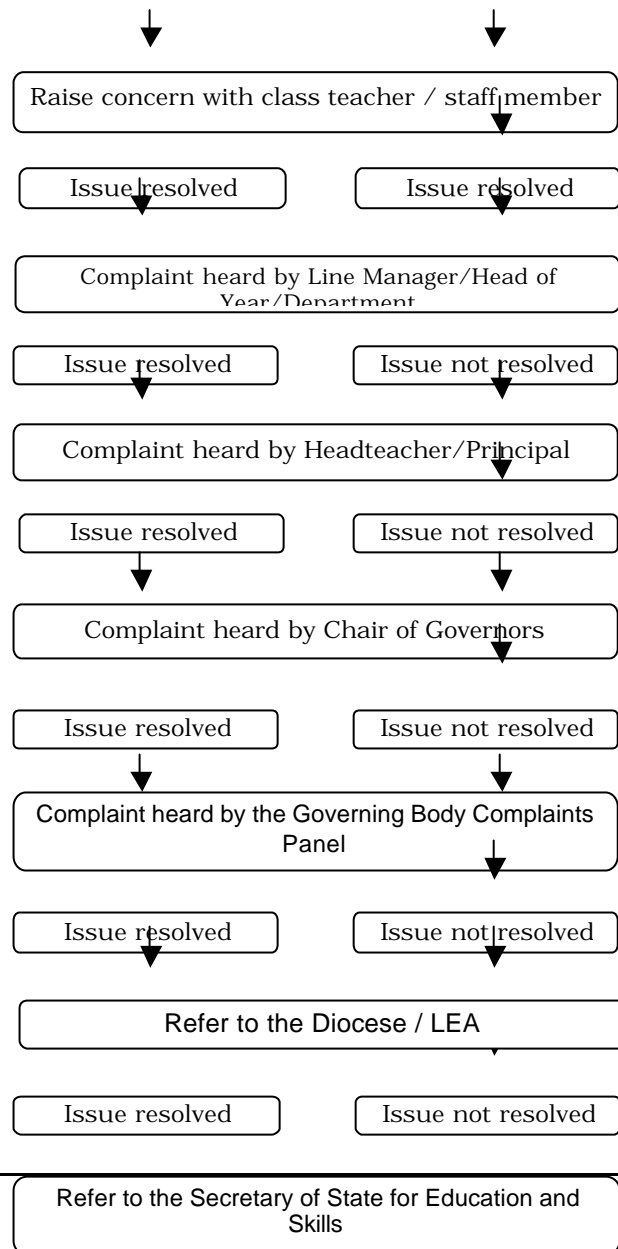 Raise concern with class teacher / staff member
Issue resolved
Issue resolved
Complaint heard by Line Manager/Head of
Year/Department
Issue resolved
Issue not resolved
Complaint heard by Headteacher/Principal
Issue resolved
Issue not resolved
Complaint heard by Chair of Governors
Issue resolved
Issue not resolved
Complaint heard by the Governing Body Complaints
Panel
Issue resolved
Issue not resolved
Refer to the Diocese / LEA
Issue resolved
Issue not resolved
Refer to the Secretary of State for Education and
Skills